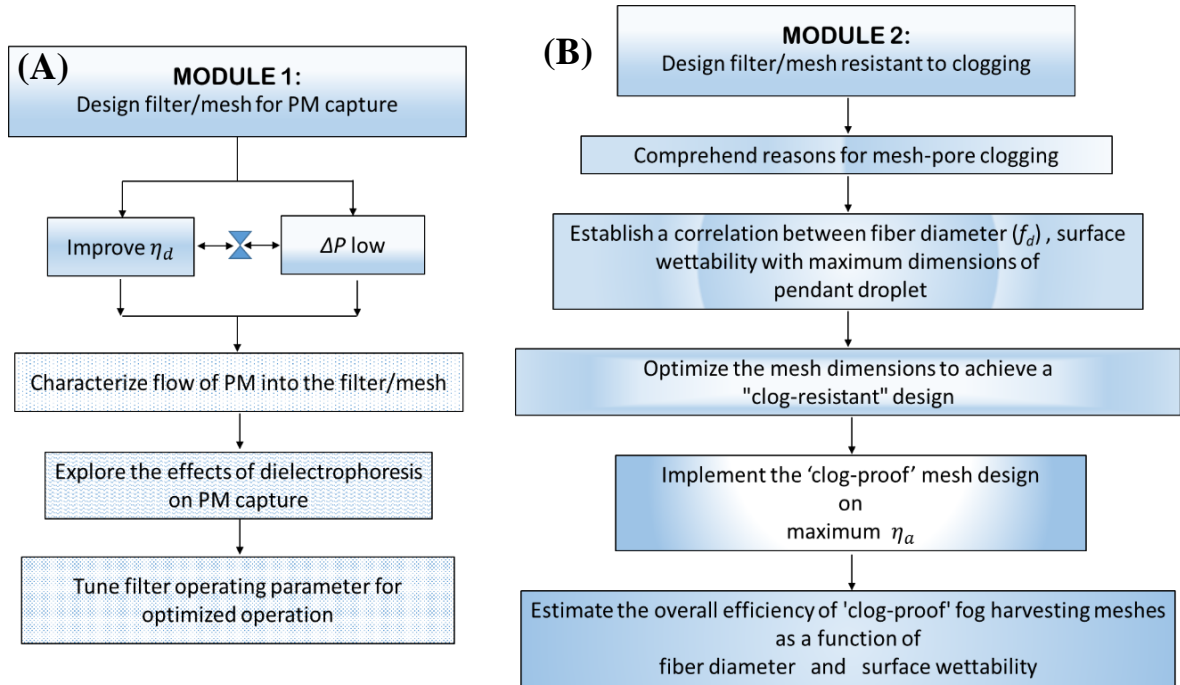 (A)
MODULE 1:
Design filter/mesh for PM capture
Improve η_d
ΔP low
Characterize flow of PM into the filter/mesh
Explore the effects of dielectrophoresis
on PM capture
Tune filter operating parameter for
optimized operation
(B)
MODULE 2:
Design filter/mesh resistant to clogging
Comprehend reasons for mesh-pore clogging
Establish a correlation between fiber diameter (f_d) , surface
wettability with maximum dimensions of
pendant droplet
Optimize the mesh dimensions to achieve a
"clog-resistant" design
Implement the ‘clog-proof’ mesh design
on
maximum η_a
Estimate the overall efficiency of 'clog-proof' fog harvesting meshes
as a function of
fiber diameter and surface wettability